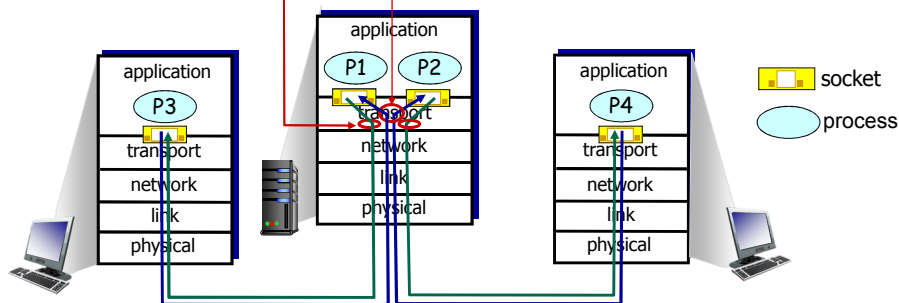 application
P3
transport
network
link
physical
application
P1 P2
transport
network
link
physical
application
P4
transport
network
link
physical
socket
process